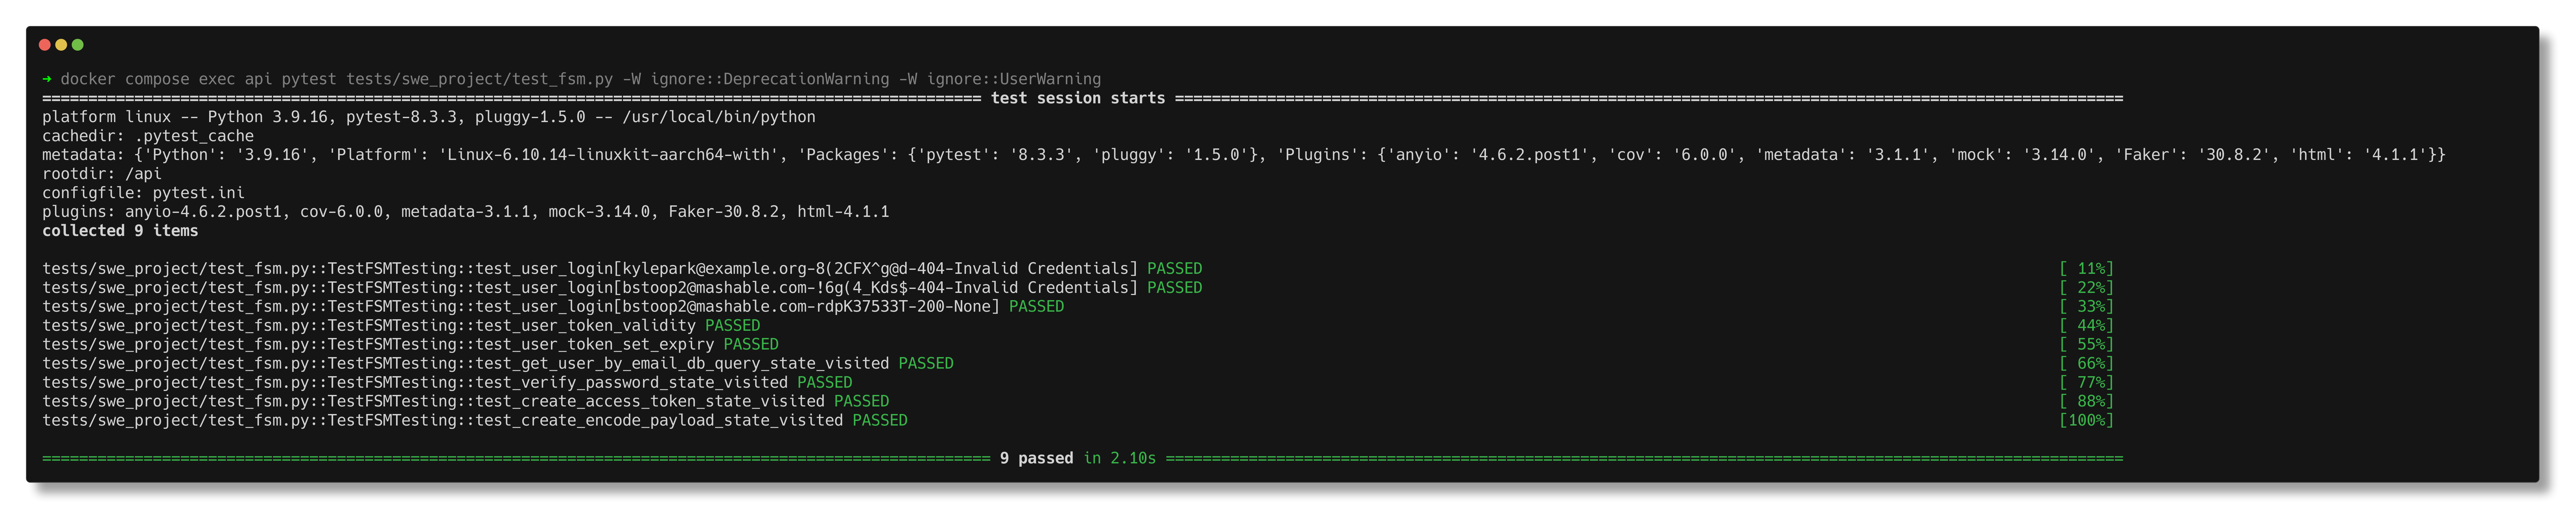 ➜ docker compose exec api pytest tests/swe_project/test_fsm.py -W ignore::DeprecationWarning -W ignore::UserWarning
====================================================================================================== test session starts =======================================================================================================
platform linux -- Python 3.9.16, pytest-8.3.3, pluggy-1.5.0 -- /usr/local/bin/python
cachedir: .pytest_cache
metadata: {'Python': '3.9.16', 'Platform': 'Linux-6.10.14-linuxkit-aarch64-with', 'Packages': {'pytest': '8.3.3', 'pluggy': '1.5.0'}, 'Plugins': {'anyio': '4.6.2.post1', 'cov': '6.0.0', 'metadata': '3.1.1', 'mock': '3.14.0', 'Faker': '30.8.2', 'html': '4.1.1'}}
rootdir: /api
configfile: pytest.ini
plugins: anyio-4.6.2.post1, cov-6.0.0, metadata-3.1.1, mock-3.14.0, Faker-30.8.2, html-4.1.1
collected 9 items
tests/swe_project/test_fsm.py::TestFSMTesting::test_user_login[kylepark@example.org-8(2CFX^g@d-404-Invalid Credentials] PASSED [ 11%]
tests/swe_project/test_fsm.py::TestFSMTesting::test_user_login[bstoop2@mashable.com-!6g(4_Kds$-404-Invalid Credentials] PASSED [ 22%]
tests/swe_project/test_fsm.py::TestFSMTesting::test_user_login[bstoop2@mashable.com-rdpK37533T-200-None] PASSED [ 33%]
tests/swe_project/test_fsm.py::TestFSMTesting::test_user_token_validity PASSED [ 44%]
tests/swe_project/test_fsm.py::TestFSMTesting::test_user_token_set_expiry PASSED [ 55%]
tests/swe_project/test_fsm.py::TestFSMTesting::test_get_user_by_email_db_query_state_visited PASSED [ 66%]
tests/swe_project/test_fsm.py::TestFSMTesting::test_verify_password_state_visited PASSED [ 77%]
tests/swe_project/test_fsm.py::TestFSMTesting::test_create_access_token_state_visited PASSED [ 88%]
tests/swe_project/test_fsm.py::TestFSMTesting::test_create_encode_payload_state_visited PASSED [100%]
======================================================================================================= 9 passed in 2.10s ========================================================================================================